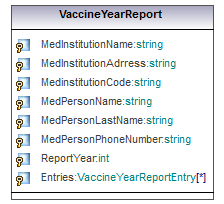 VaccineYearReport
MedInstitutionName:string
MedInstitutionAdrress:string
MedInstitutionCode:string
MedPersonName:string
MedPersonLastName:string
MedPersonPhoneNumber:string
ReportYear:int
Entries:VaccineYearReportEntry[*]